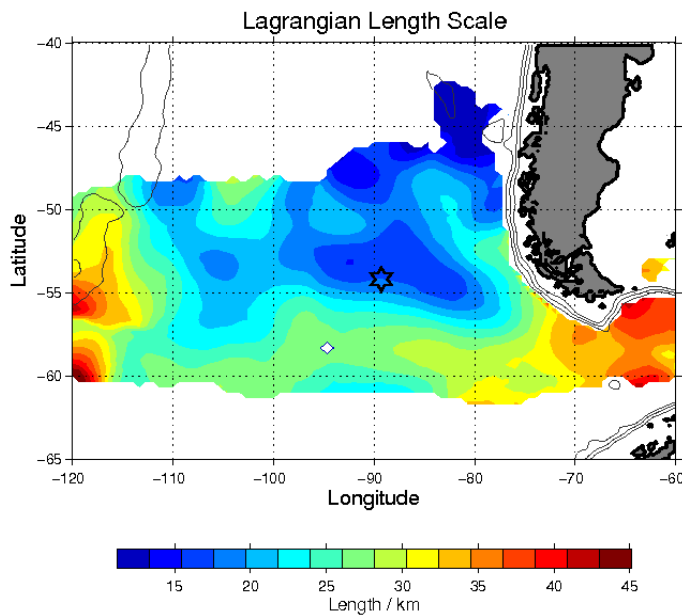 Lagrangian Length Scale
−40
−45
−50
−55
−60
−65
Latitude
−120 −110 −100 −90 −80 −70 −60
Longitude
15 20 25 30 35 40 45
Length / km